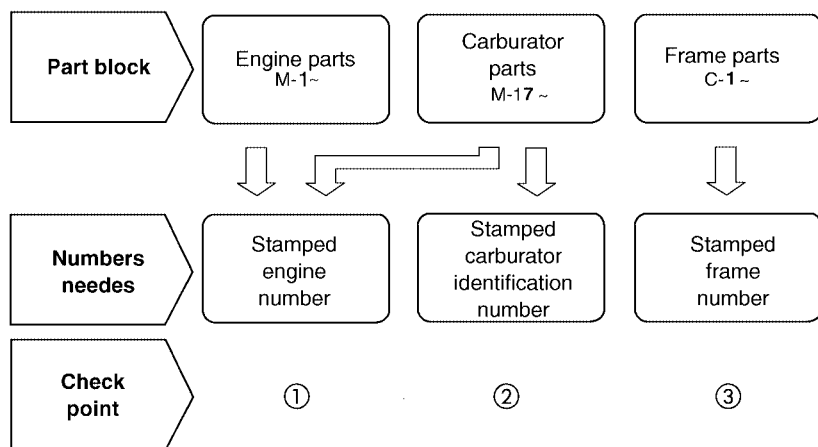 Part block
Engine parts
M-1~
Carburator
parts
M-17 ~
Frame parts
C-1 ~
Numbers
needes
Stamped
engine
number
Stamped
carburator
identification
number
Stamped
frame
number
Check
point
①
②
③